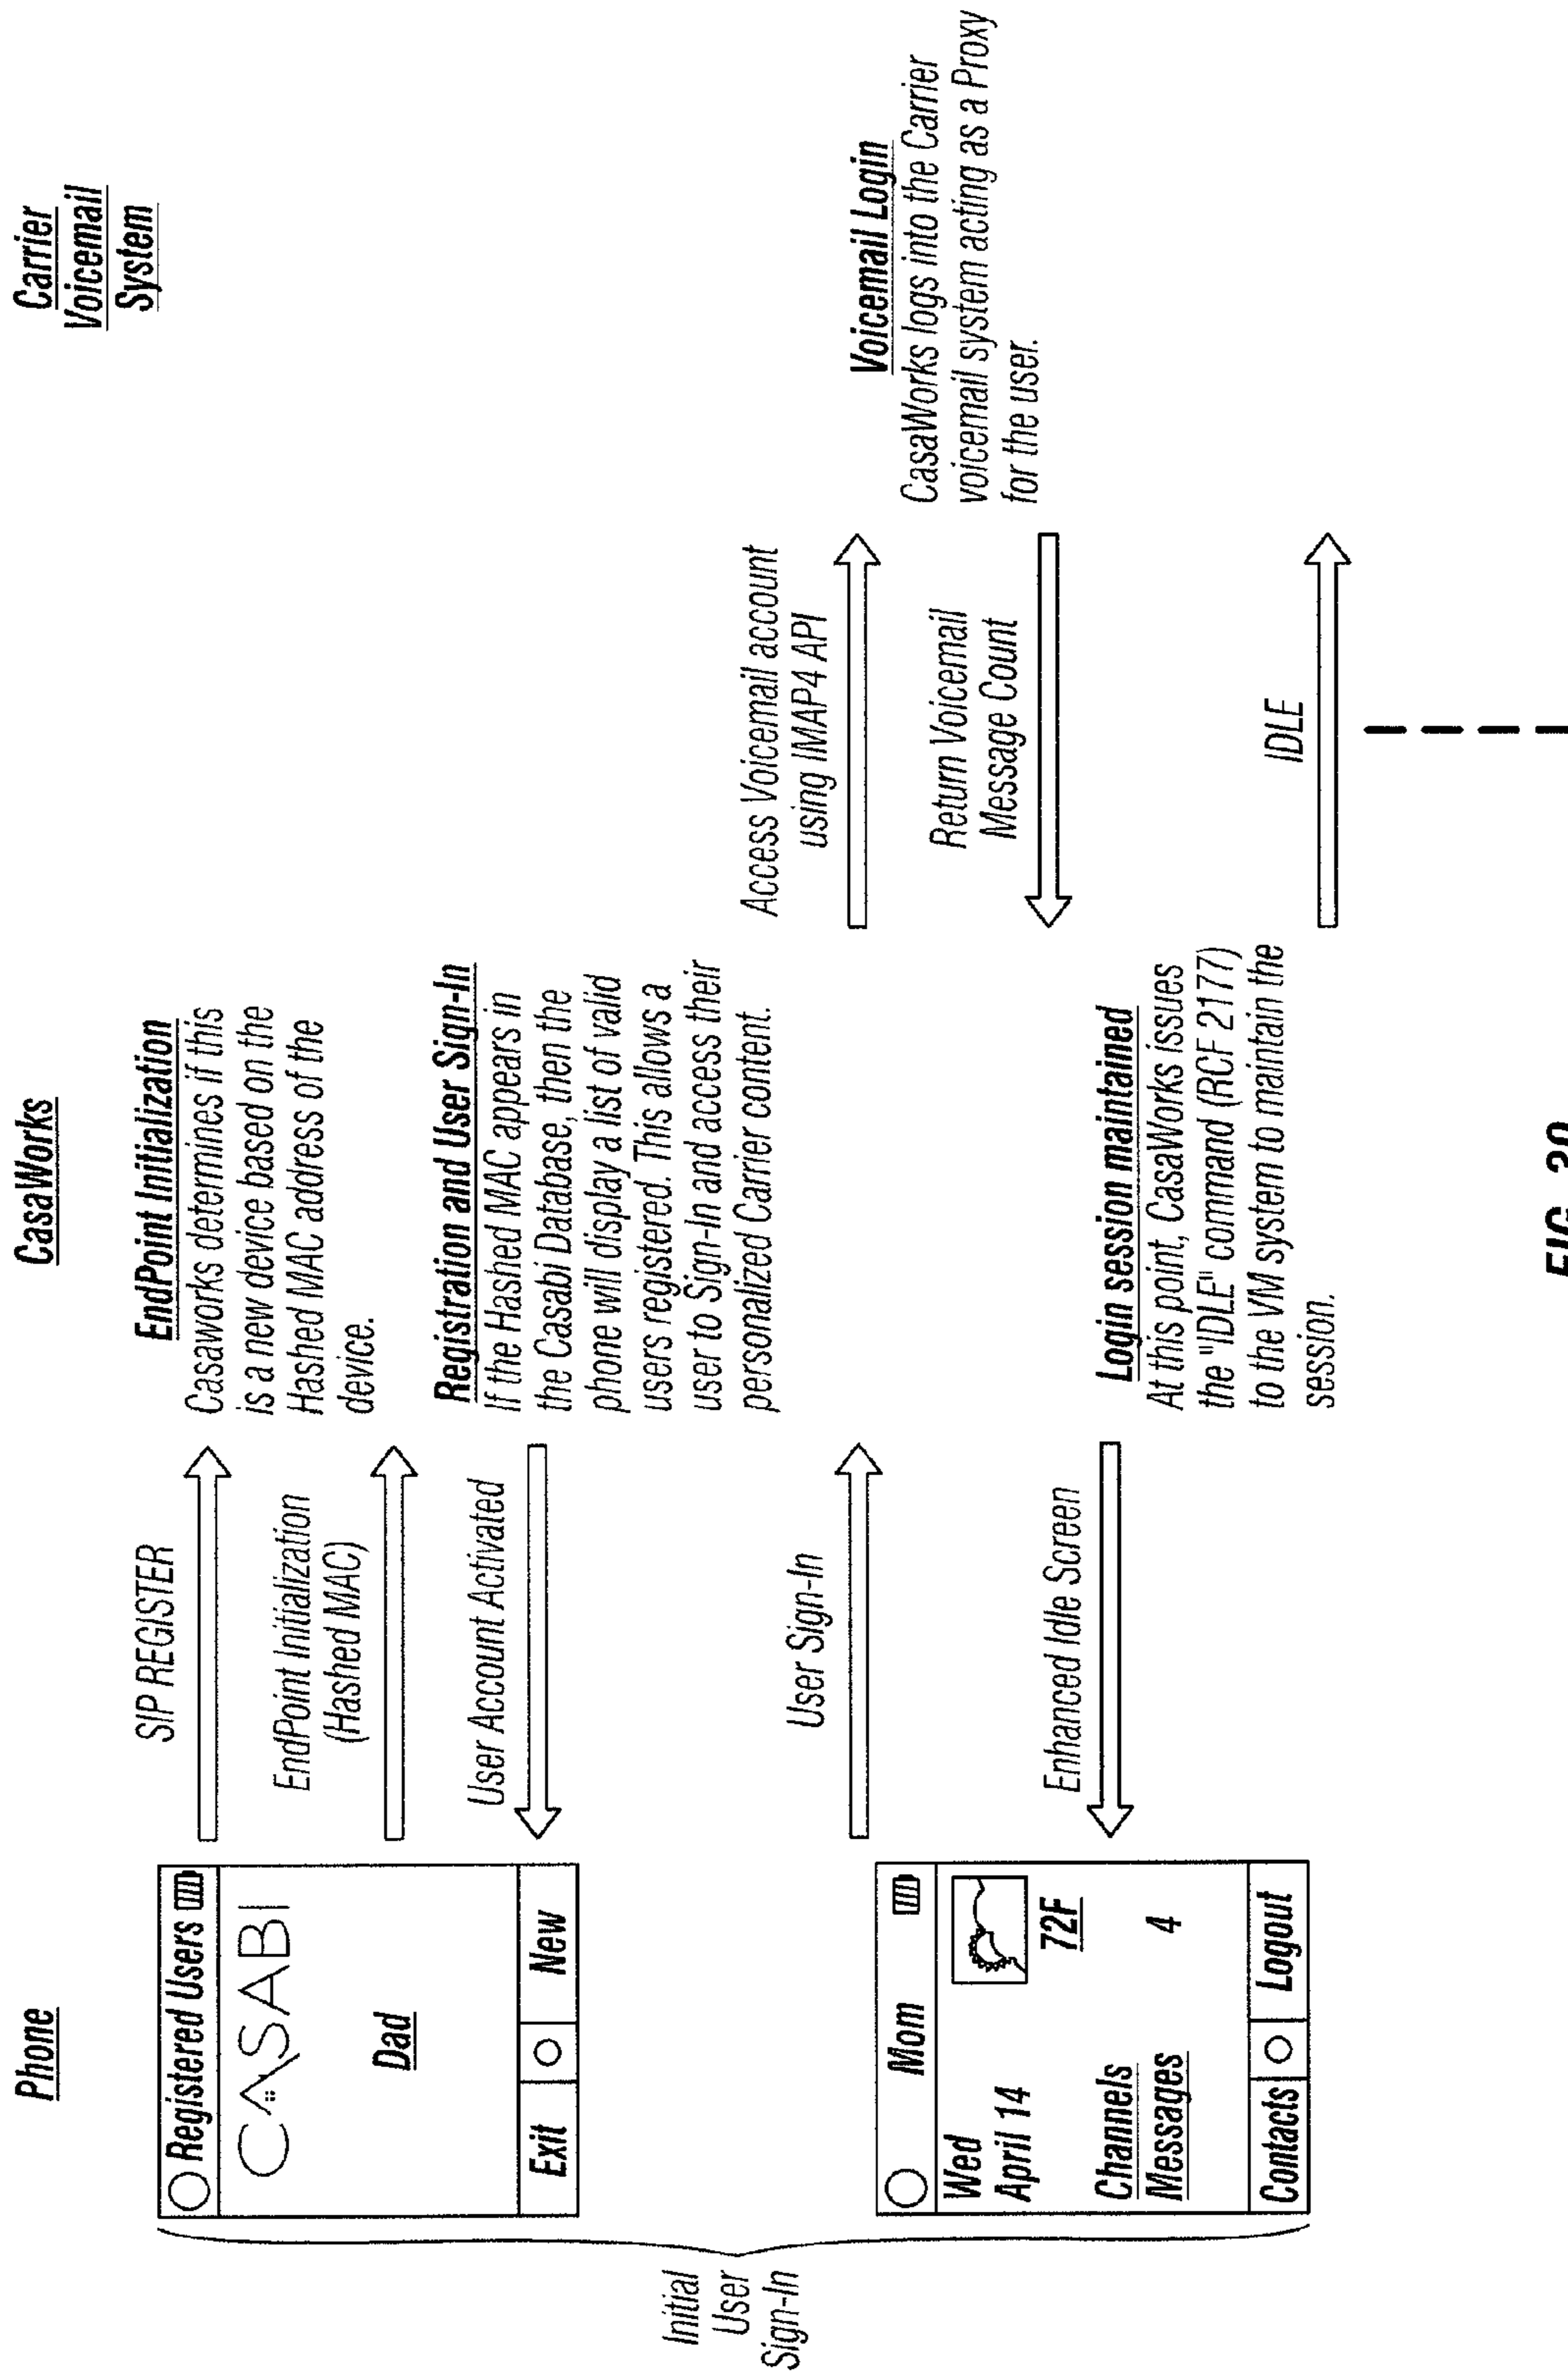 Phone
CasaWorks
Carrier
Voicemail
System
Initial
User
Sign-In
Registered Users
CASABI
Dad
Exit
New
SIP REGISTER
EndPoint Initialization
(Hashed MAC)
User Account Activated
EndPoint Initialization
Casaworks determines if this
is a new device based on the
Hashed MAC address of the
device.
Registration and User Sign-In
If the Hashed MAC appears in
the Casabi Database, then the
phone will display a list of valid
users registered. This allows a
user to Sign-In and access their
personalized Carrier content.
User Sign-In
Access Voicemail account
using IMAP4 API
Voicemail Login
CasaWorks logs into the Carrier
voicemail system acting as a Proxy
for the user.
Return Voicemail
Message Count
Mom
Wed
April 14
72F
Channels
Messages 4
Contacts
Logout
Enhanced Idle Screen
Login session maintained
At this point, CasaWorks issues
the "IDLE" command (RCF 2177)
to the VM system to maintain the
session.
IDLE